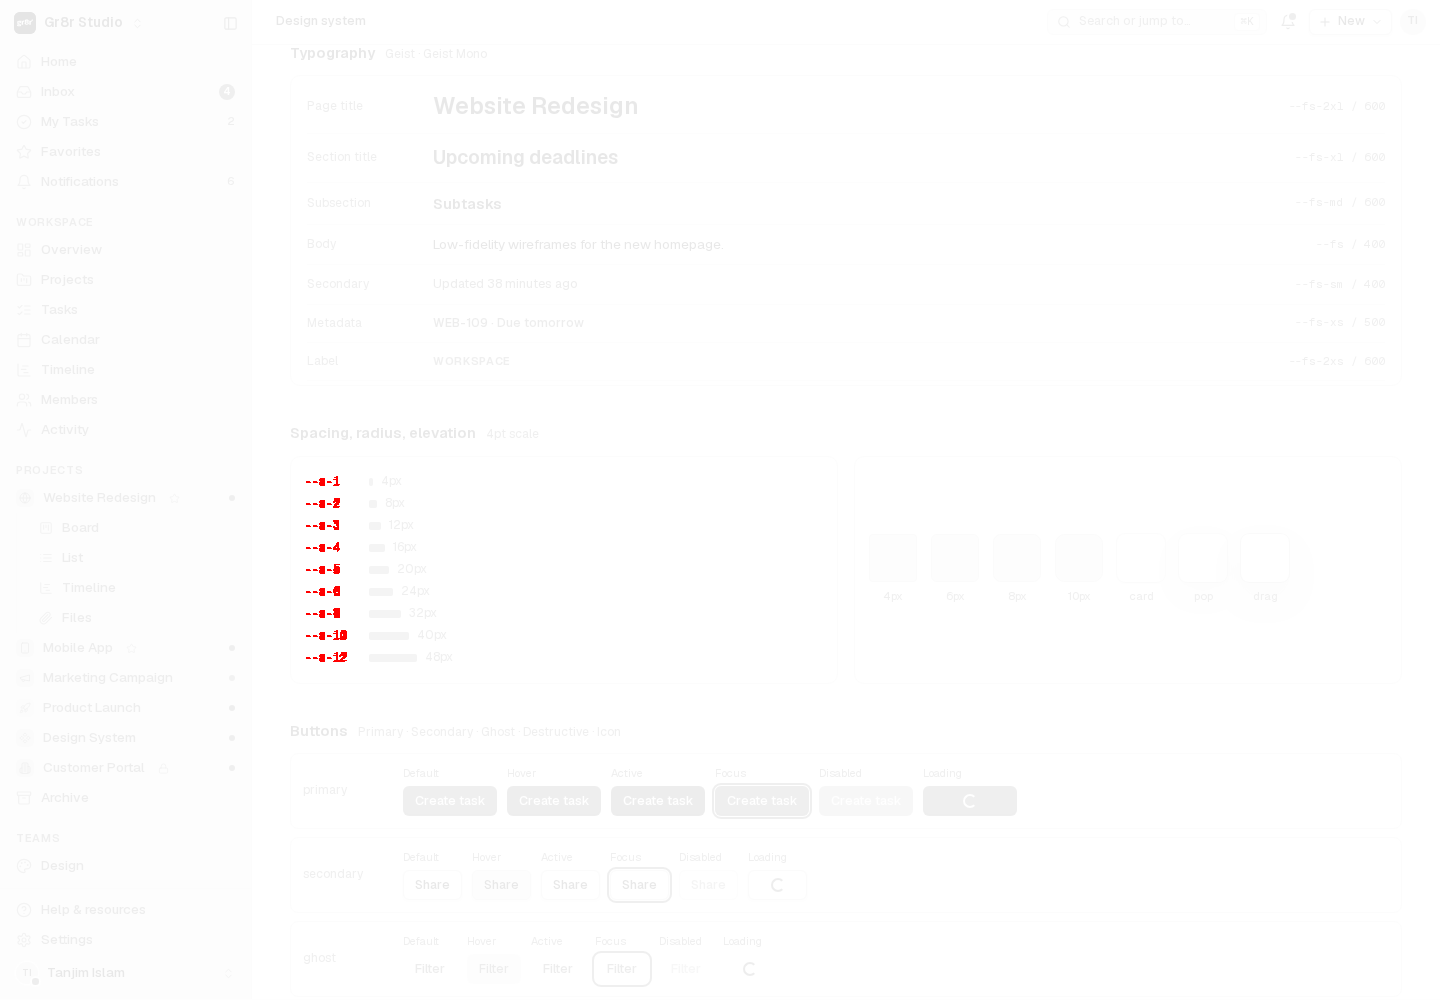 Gr8r Studio
Home
Inbox 4
My Tasks 2
Favorites
Notifications
WORKSPACE
Overview
Projects
Tasks
Calendar
Timeline
Members
Activity
PROJECTS
Website Redesign
Board
List
Timeline
Files
Mobile App
Marketing Campaign
Product Launch
Design System
Customer Portal
Archive
TEAMS
Design
Help & resources
Settings
TI Tanjim Islam
Design system
Search or jump to... ⌘K
New
TI
Typography Geist · Geist Mono
Page title Website Redesign --fs-2xl / 600
Section title Upcoming deadlines --fs-xl / 600
Subsection Subtasks --fs-md / 600
Body Low-fidelity wireframes for the new homepage. --fs / 400
Secondary Updated 38 minutes ago --fs-sm / 400
Metadata WEB-109 · Due tomorrow --fs-xs / 500
Label WORKSPACE --fs-2xs / 600
Spacing, radius, elevation 4pt scale
--s-1 4px
--s-2 8px
--s-3 12px
--s-4 16px
--s-5 20px
--s-6 24px
32px
40px
48px
4px 6px 8px 10px card pop drag
Buttons Primary · Secondary · Ghost · Destructive · Icon
primary
Default Hover Active Focus Disabled Loading
Create task Create task Create task Create task Create task
secondary
Default Hover Active Focus Disabled Loading
Share Share Share Share Share
ghost
Default Hover Active Focus Disabled Loading
Filter Filter Filter Filter Filter